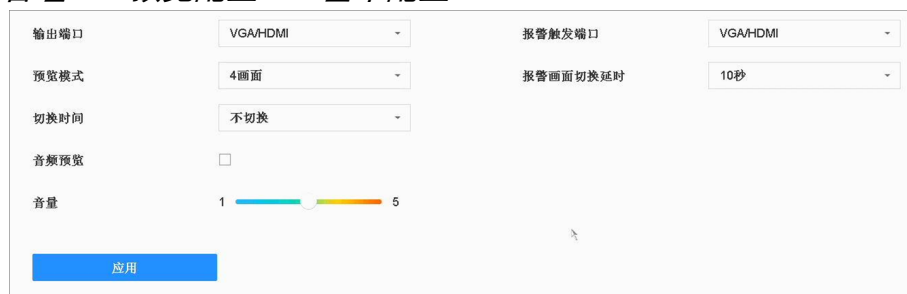 输出端口 VGA/HDMI 报警触发端口 VGA/HDMI
预览模式 4画面 报警画面切换延时 10秒
切换时间 不切换
音频预览
音量 1 5
应用